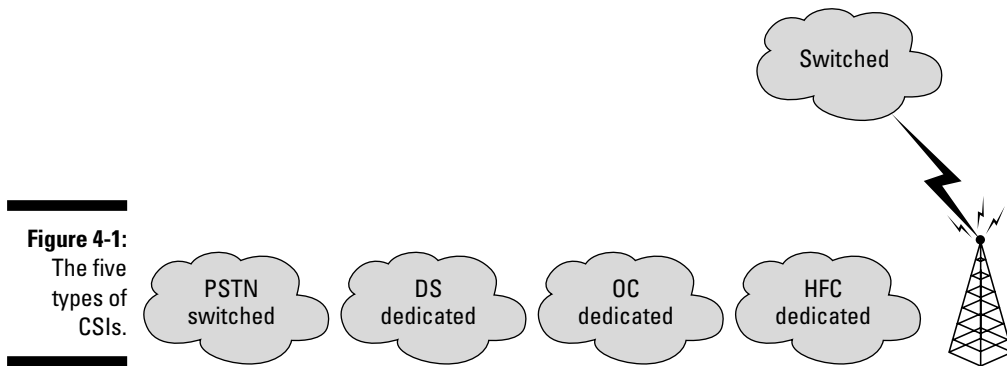 Switched
Figure 4-1:
The five
types of
CSIs.
PSTN
switched
DS
dedicated
OC
dedicated
HFC
dedicated